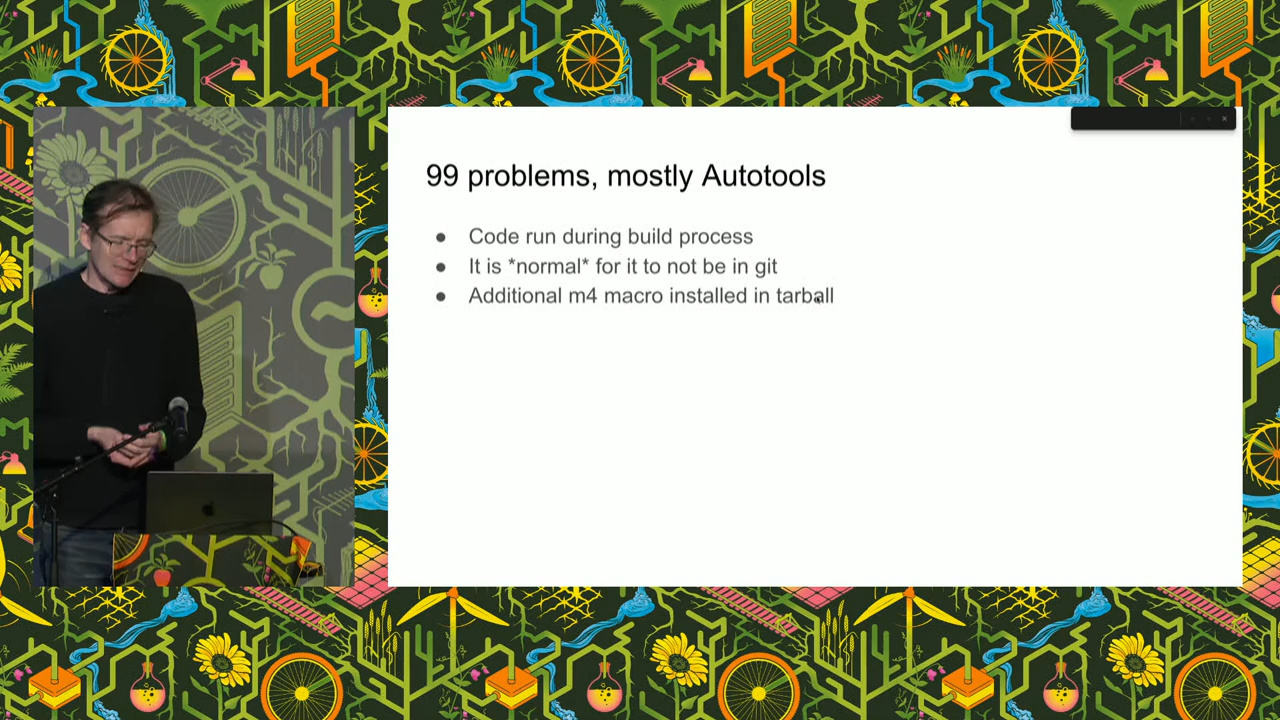 99 problems, mostly Autotools
● Code run during build process
● It is *normal* for it to not be in git
● Additional m4 macro installed in tarball